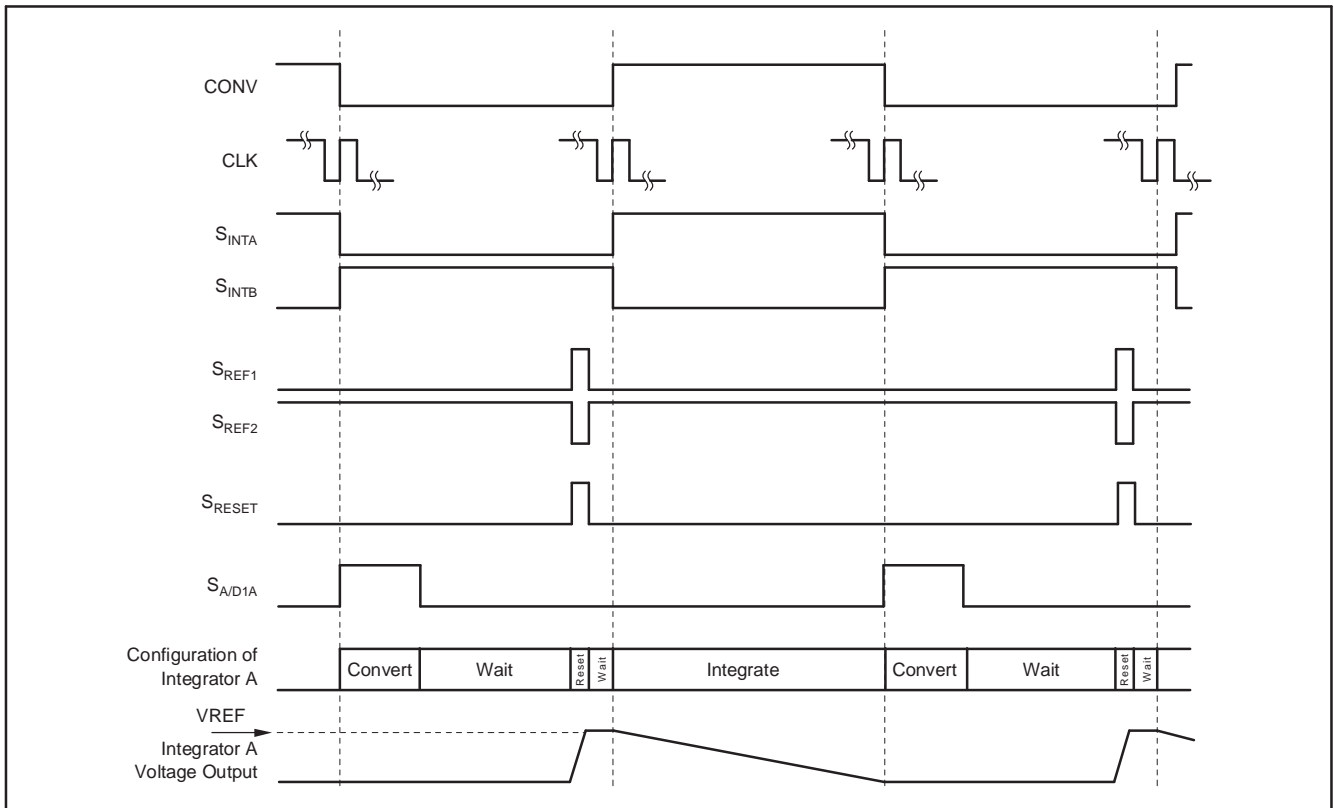 CONV
CLK
SINTA
SINTB
SREF1
SREF2
SRESET
SA/D1A
Configuration of
Integrator A
Convert
Wait
Reset
Wait
Integrate
Convert
Wait
Reset
Wait
VREF
Integrator A
Voltage Output